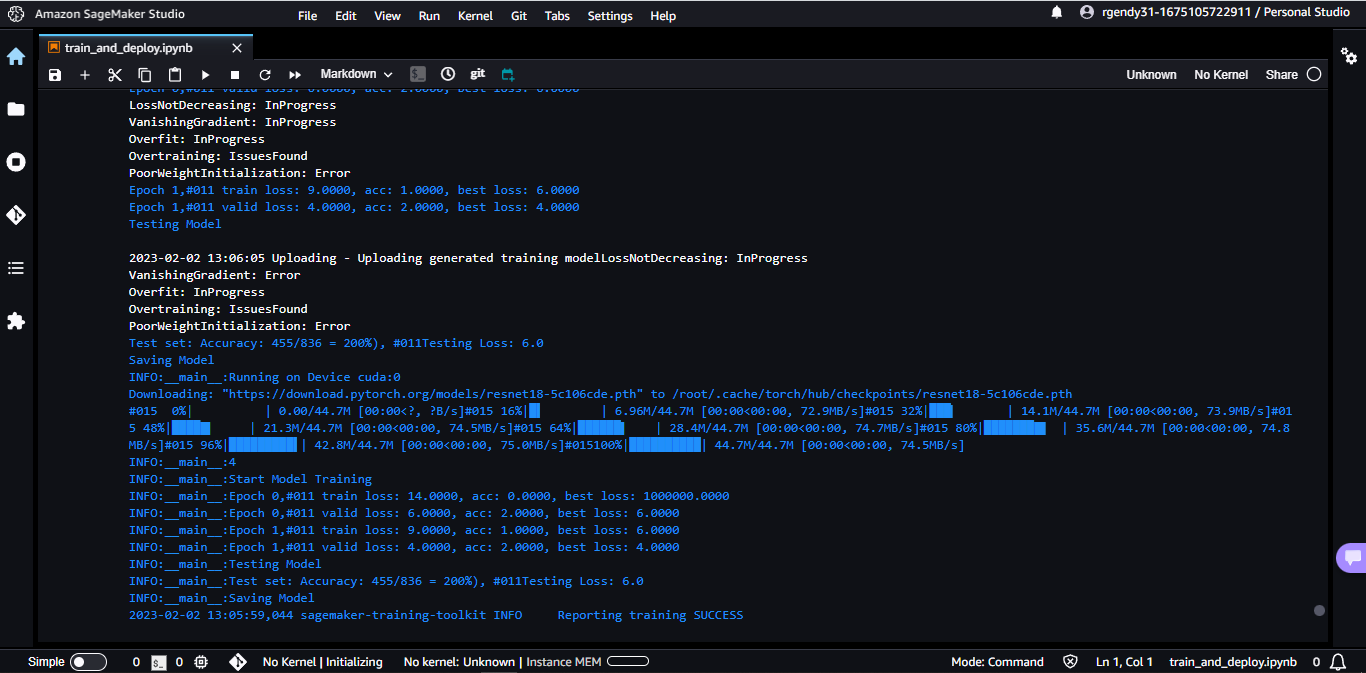 Amazon SageMaker Studio File Edit View Run Kernel Git Tabs Settings Help rgendy31-1675105722911 / Personal Studio
train_and_deploy.ipynb
Markdown git Unknown No Kernel Share
Epoch 0,#011 valid loss: 6.0000, acc: 2.0000, best loss: 6.0000
LossNotDecreasing: InProgress
VanishingGradient: InProgress
Overfit: InProgress
Overtraining: IssuesFound
PoorWeightInitialization: Error
Epoch 1,#011 train loss: 9.0000, acc: 1.0000, best loss: 6.0000
Epoch 1,#011 valid loss: 4.0000, acc: 2.0000, best loss: 4.0000
Testing Model
2023-02-02 13:06:05 Uploading - Uploading generated training modelLossNotDecreasing: InProgress
VanishingGradient: Error
Overfit: InProgress
Overtraining: IssuesFound
PoorWeightInitialization: Error
Test set: Accuracy: 455/836 = 200%), #011Testing Loss: 6.0
Saving Model
INFO:__main__:Running on Device cuda:0
Downloading: "https://download.pytorch.org/models/resnet18-5c106cde.pth" to /root/.cache/torch/hub/checkpoints/resnet18-5c106cde.pth
#015  0%|          | 0.00/44.7M [00:00<?, ?B/s]#015 16%|█▌        | 6.96M/44.7M [00:00<00:00, 72.9MB/s]#015 32%|███▏      | 14.1M/44.7M [00:00<00:00, 73.9MB/s]#01
5 48%|████▊     | 21.3M/44.7M [00:00<00:00, 74.5MB/s]#015 64%|██████▎   | 28.4M/44.7M [00:00<00:00, 74.7MB/s]#015 80%|███████▉  | 35.6M/44.7M [00:00<00:00, 74.8
MB/s]#015 96%|█████████▌| 42.8M/44.7M [00:00<00:00, 75.0MB/s]#015100%|██████████| 44.7M/44.7M [00:00<00:00, 74.5MB/s]
INFO:__main__:4
INFO:__main__:Start Model Training
INFO:__main__:Epoch 0,#011 train loss: 14.0000, acc: 0.0000, best loss: 1000000.0000
INFO:__main__:Epoch 0,#011 valid loss: 6.0000, acc: 2.0000, best loss: 6.0000
INFO:__main__:Epoch 1,#011 train loss: 9.0000, acc: 1.0000, best loss: 6.0000
INFO:__main__:Epoch 1,#011 valid loss: 4.0000, acc: 2.0000, best loss: 4.0000
INFO:__main__:Testing Model
INFO:__main__:Test set: Accuracy: 455/836 = 200%), #011Testing Loss: 6.0
INFO:__main__:Saving Model
2023-02-02 13:05:59,044 sagemaker-training-toolkit INFO     Reporting training SUCCESS
Simple 0 $_ 0 No Kernel | Initializing No kernel: Unknown | Instance MEM Mode: Command Ln 1, Col 1 train_and_deploy.ipynb 0